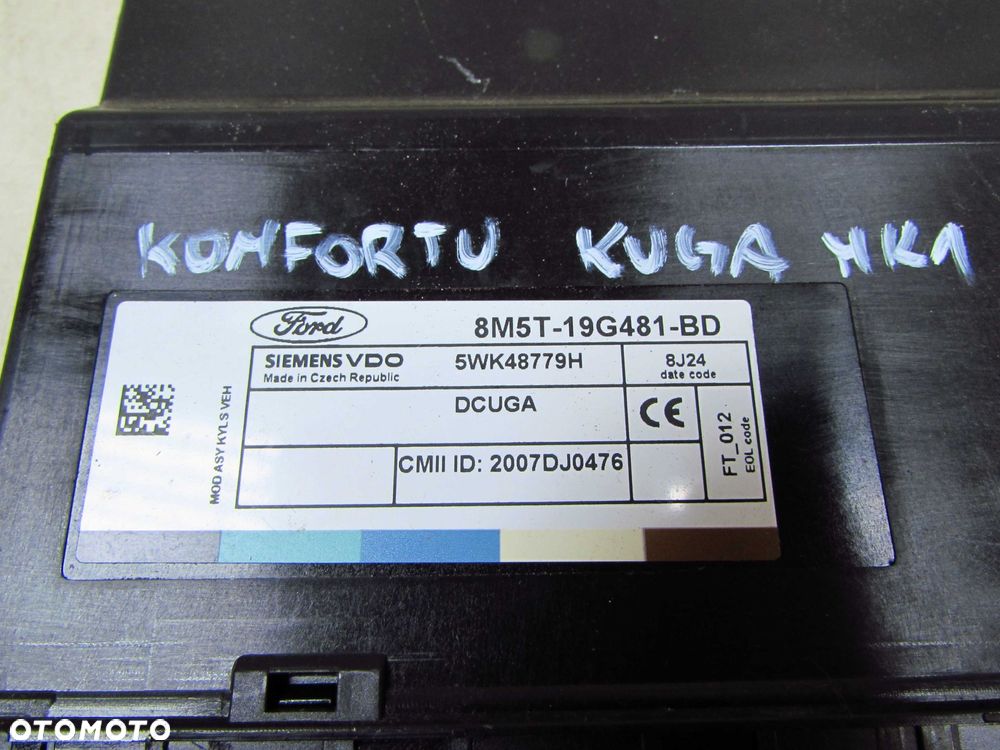 KOMFORTU KUGA MK1
Ford
8M5T-19G481-BD
SIEMENS VDO
Made in Czech Republic
5WK48779H
8J24
date code
DCUGA
CE
FT_012
EOL code
MOD ASY KYLS VEH
CMII ID: 2007DJ0476
OTOMOTO